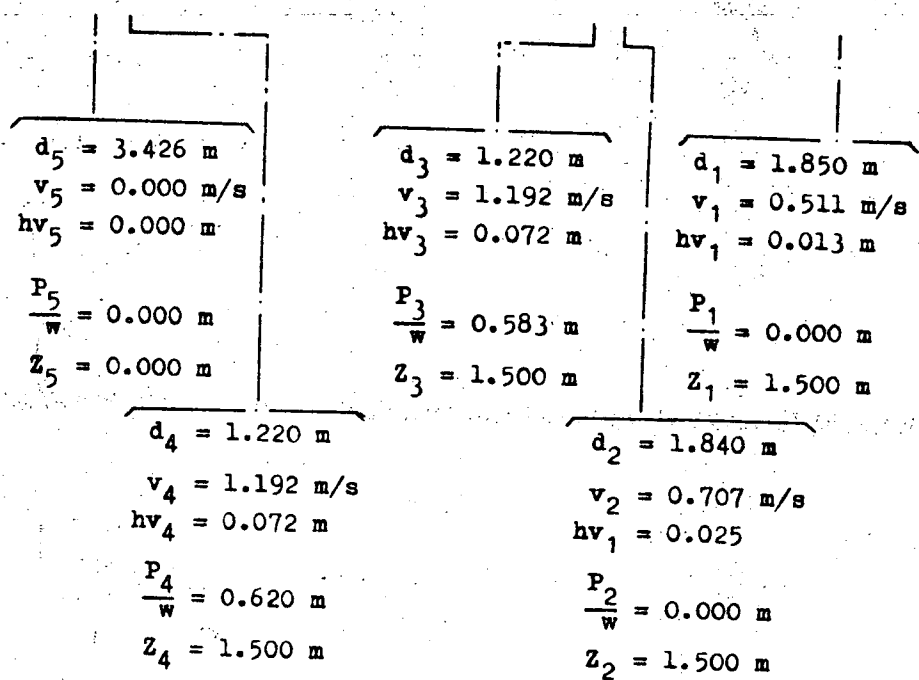 d₅ = 3.426 m
v₅ = 0.000 m/s
hv₅ = 0.000 m
P₅/w = 0.000 m
Z₅ = 0.000 m
d₃ = 1.220 m
v₃ = 1.192 m/s
hv₃ = 0.072 m
P₃/w = 0.583 m
Z₃ = 1.500 m
d₁ = 1.850 m
v₁ = 0.511 m/s
hv₁ = 0.013 m
P₁/w = 0.000 m
Z₁ = 1.500 m
d₄ = 1.220 m
v₄ = 1.192 m/s
hv₄ = 0.072 m
P₄/w = 0.620 m
Z₄ = 1.500 m
d₂ = 1.840 m
v₂ = 0.707 m/s
hv₁ = 0.025
P₂/w = 0.000 m
Z₂ = 1.500 m